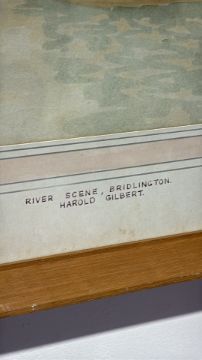 RIVER SCENE, BRIDLINGTON.
HAROLD GILBERT.